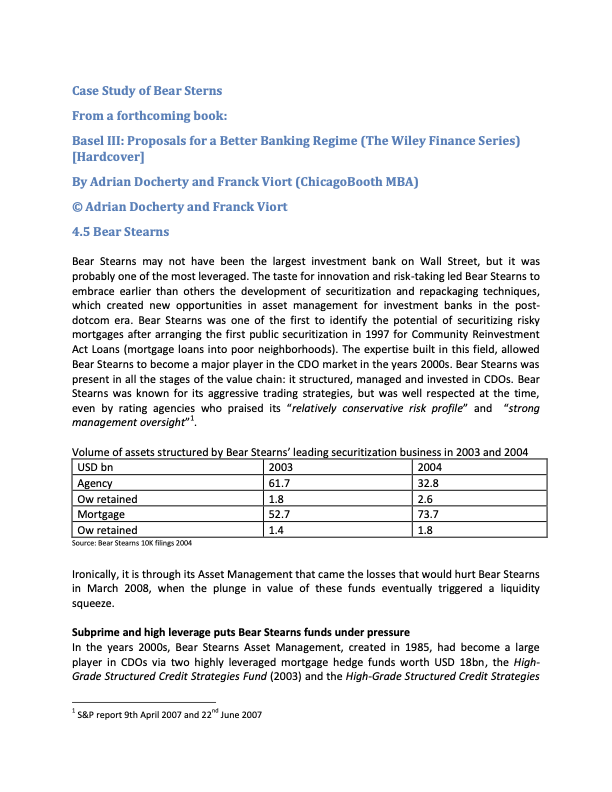 Case Study of Bear Sterns
From a forthcoming book:
Basel III: Proposals for a Better Banking Regime (The Wiley Finance Series)
[Hardcover]
By Adrian Docherty and Franck Viort (ChicagoBooth MBA)
© Adrian Docherty and Franck Viort
4.5 Bear Stearns
Bear Stearns may not have been the largest investment bank on Wall Street, but it was
probably one of the most leveraged. The taste for innovation and risk-taking led Bear Stearns to
embrace earlier than others the development of securitization and repackaging techniques,
which created new opportunities in asset management for investment banks in the post-
dotcom era. Bear Stearns was one of the first to identify the potential of securitizing risky
mortgages after arranging the first public securitization in 1997 for Community Reinvestment
Act Loans (mortgage loans into poor neighborhoods). The expertise built in this field, allowed
Bear Stearns to become a major player in the CDO market in the years 2000s. Bear Stearns was
present in all the stages of the value chain: it structured, managed and invested in CDOs. Bear
Stearns was known for its aggressive trading strategies, but was well respected at the time,
even by rating agencies who praised its “relatively conservative risk profile” and “strong
management oversight”1.
Volume of assets structured by Bear Stearns’ leading securitization business in 2003 and 2004
USD bn 2003 2004
Agency 61.7 32.8
Ow retained 1.8 2.6
Mortgage 52.7 73.7
Ow retained 1.4 1.8
Source: Bear Stearns 10K filings 2004
Ironically, it is through its Asset Management that came the losses that would hurt Bear Stearns
in March 2008, when the plunge in value of these funds eventually triggered a liquidity
squeeze.
Subprime and high leverage puts Bear Stearns funds under pressure
In the years 2000s, Bear Stearns Asset Management, created in 1985, had become a large
player in CDOs via two highly leveraged mortgage hedge funds worth USD 18bn, the High-
Grade Structured Credit Strategies Fund (2003) and the High-Grade Structured Credit Strategies
1 S&P report 9th April 2007 and 22nd June 2007